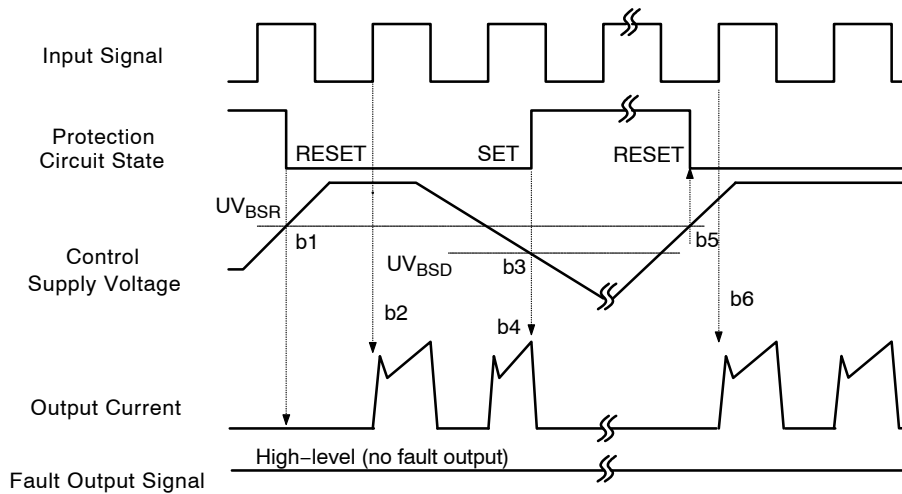 Input Signal
Protection
Circuit State
RESET
SET
RESET
UVBSR
b1
b5
Control
Supply Voltage
UVBSD
b3
b2
b4
b6
Output Current
High−level (no fault output)
Fault Output Signal